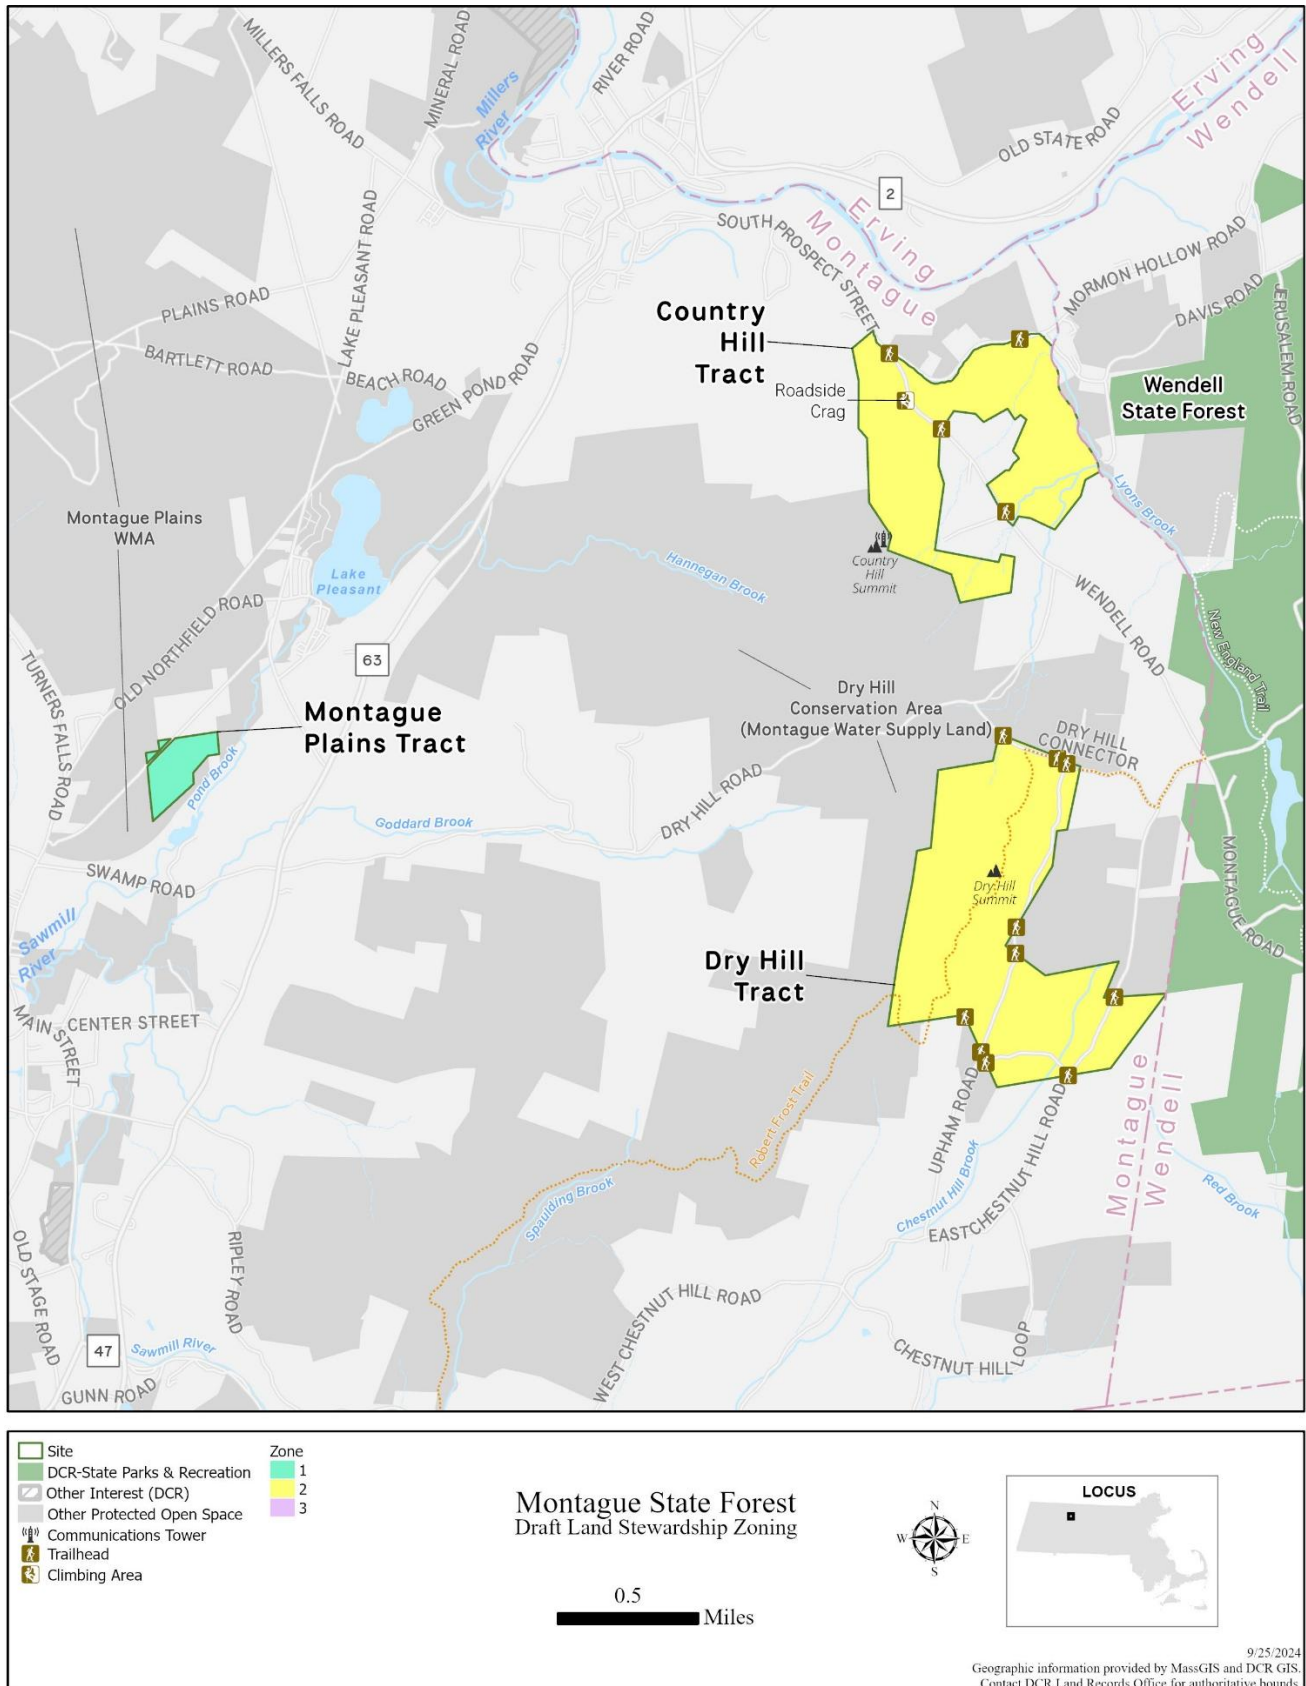 MILLERS FALLS ROAD
MINERAL ROAD
Millers
River
RIVER ROAD
Erving
Wendell
OLD STATE ROAD
2
LAKE PLEASANT ROAD
SOUTH PROSPECT STREET
Erving
Montague
MORMON HOLLOW ROAD
DAVIS ROAD
JERUSALEM ROAD
PLAINS ROAD
BARTLETT ROAD
BEACH ROAD
GREEN POND ROAD
Country
Hill
Tract
Roadside
Crag
Wendell
State Forest
Montague Plains
WMA
Lake
Pleasant
Hannegan Brook
Country
Hill
Summit
Lyons Brook
WENDELL ROAD
New England Trail
OLD NORTHFIELD ROAD
63
TURNERS FALLS ROAD
Montague
Plains Tract
Pond Brook
Dry Hill
Conservation Area
(Montague Water Supply Land)
DRY HILL
CONNECTOR
DRY HILL ROAD
Goddard Brook
SWAMP ROAD
Dry Hill
Summit
MONTAGUE ROAD
Sawmill
River
Dry Hill
Tract
MAIN STREET
CENTER STREET
Robert Frost Trail
UPHAM ROAD
Montague
Wendell
Chestnut Hill Brook
EAST CHESTNUT HILL ROAD
Red Brook
Spaulding Brook
OLD STAGE ROAD
RIPLEY ROAD
WEST CHESTNUT HILL ROAD
CHESTNUT HILL LOOP
47
Sawmill River
GUNN ROAD
Site
DCR-State Parks & Recreation
Other Interest (DCR)
Other Protected Open Space
Communications Tower
Trailhead
Climbing Area
Zone
1
2
3
Montague State Forest
Draft Land Stewardship Zoning
0.5
Miles
N
W
E
S
LOCUS
9/25/2024
Geographic information provided by MassGIS and DCR GIS.
Contact DCR Land Records Office for authoritative bounds.